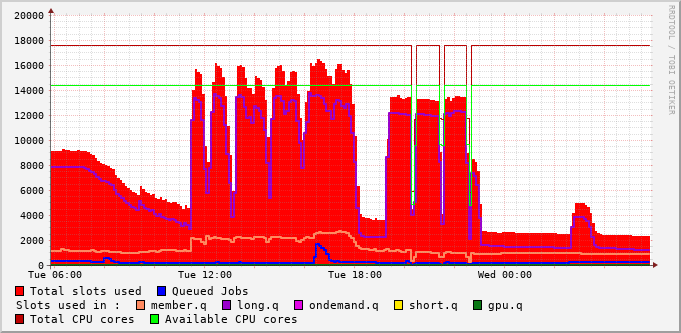 20000
18000
16000
14000
12000
10000
8000
6000
4000
2000
0
Tue 06:00 Tue 12:00 Tue 18:00 Wed 00:00
Total slots used Queued Jobs
Slots used in : member.q long.q ondemand.q short.q gpu.q
Total CPU cores Available CPU cores
RRDTOOL / TOBI OETIKER